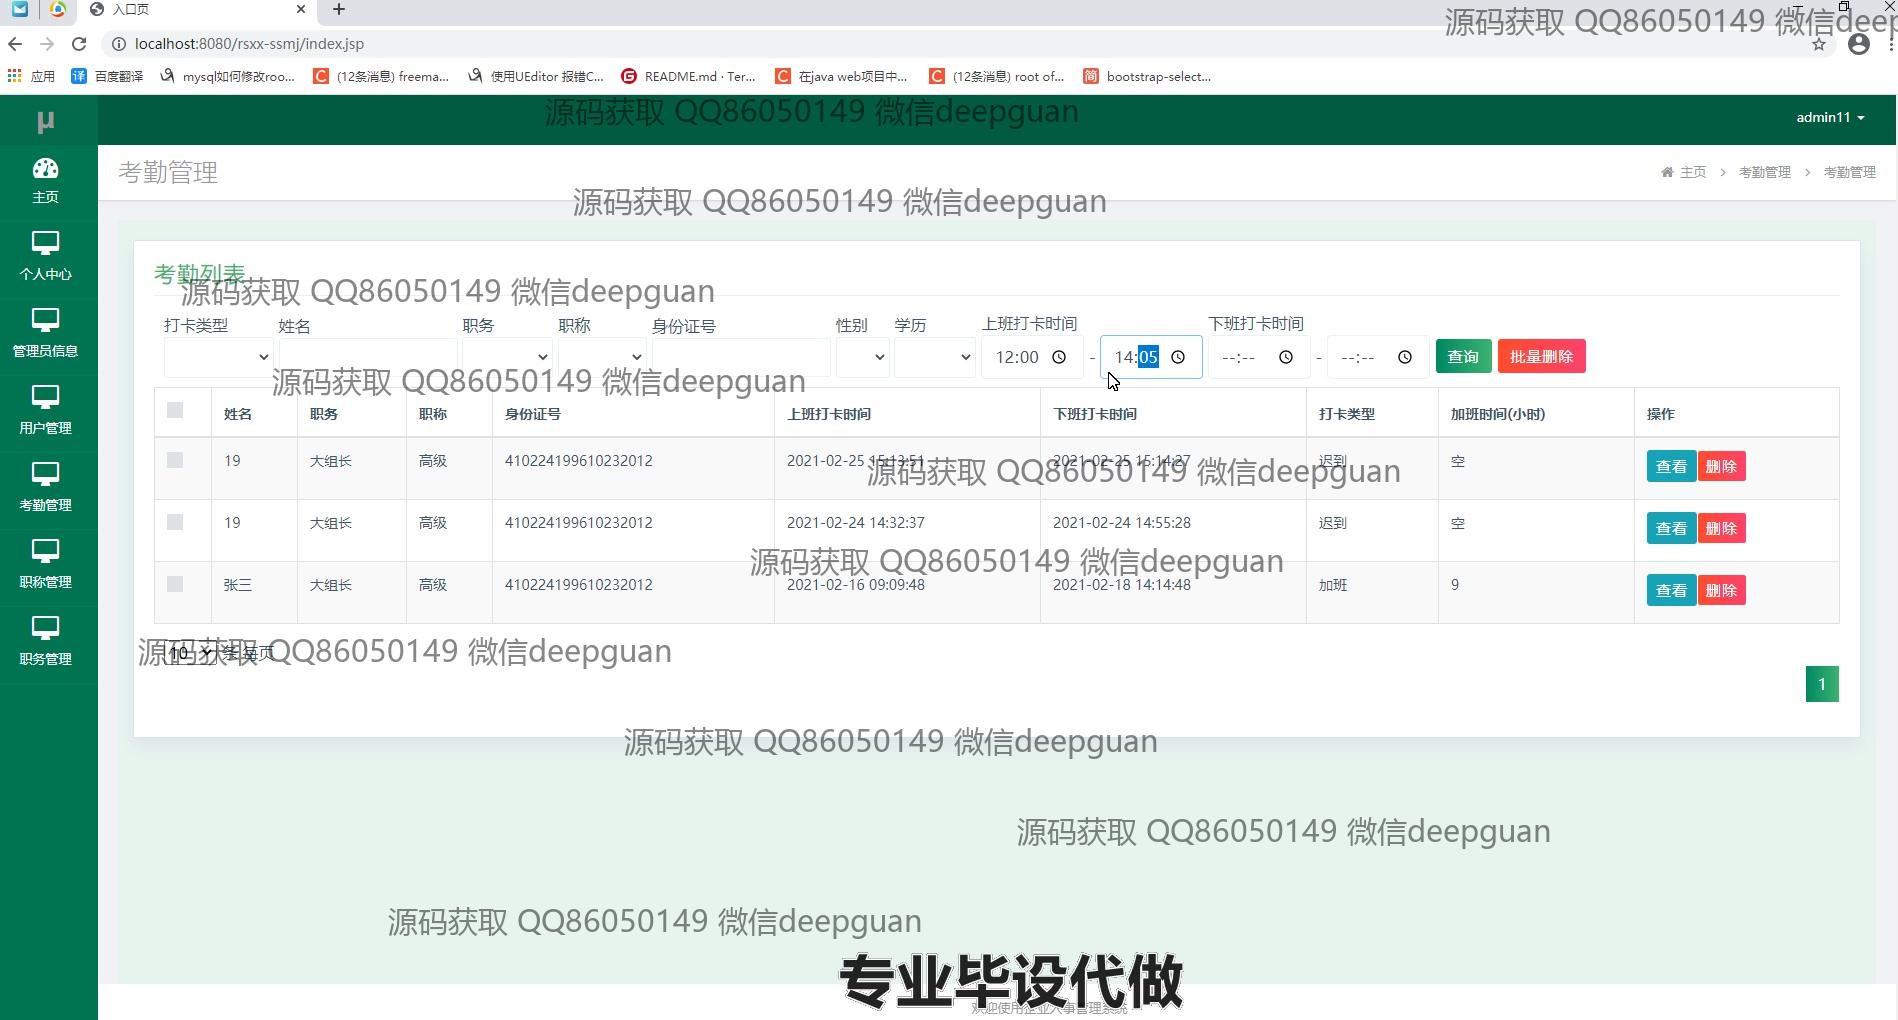 入口页
源码获取 QQ86050149 微信deep
localhost:8080/rsxx-ssmj/index.jsp
应用 百度翻译 mysql如何修改roo... (12条消息) freema... 使用UEditor 报错C... README.md · Ter... 在java web项目中... (12条消息) root of... bootstrap-select...
μ
源码获取 QQ86050149 微信deepguan
admin11
主页
考勤管理
主页 > 考勤管理 > 考勤管理
源码获取 QQ86050149 微信deepguan
个人中心
考勤列表
源码获取 QQ86050149 微信deepguan
打卡类型 姓名 职务 职称 身份证号 性别 学历 上班打卡时间 下班打卡时间
管理员信息
12:00 - 14:05 --:-- - --:-- 查询 批量删除
源码获取 QQ86050149 微信deepguan
姓名 职务 职称 身份证号 上班打卡时间 下班打卡时间 打卡类型 加班时间(小时) 操作
用户管理
19 大组长 高级 410224199610232012 2021-02-25 15:13:51 2021-02-25 15:14:27 迟到 空 查看 删除
源码获取 QQ86050149 微信deepguan
考勤管理
19 大组长 高级 410224199610232012 2021-02-24 14:32:37 2021-02-24 14:55:28 迟到 空 查看 删除
源码获取 QQ86050149 微信deepguan
职称管理
张三 大组长 高级 410224199610232012 2021-02-16 09:09:48 2021-02-18 14:14:48 加班 9 查看 删除
源码获取 QQ86050149 微信deepguan
10 条 每页
职务管理
1
源码获取 QQ86050149 微信deepguan
源码获取 QQ86050149 微信deepguan
源码获取 QQ86050149 微信deepguan
专业毕设代做
欢迎使用企业人事管理系统